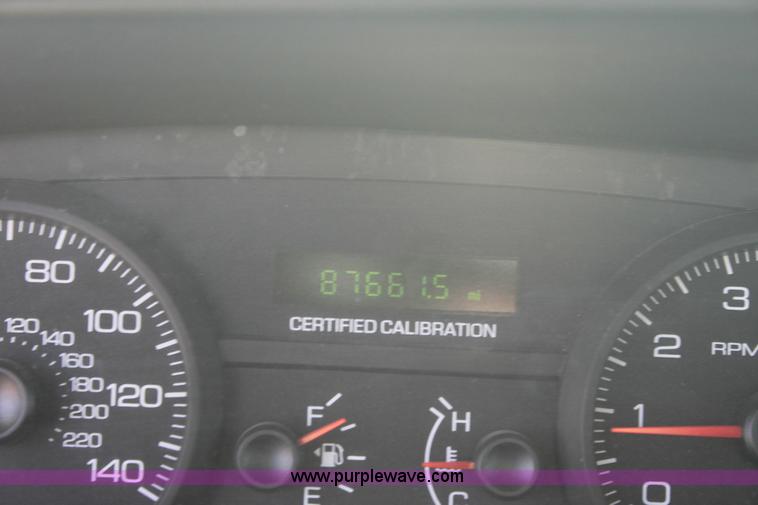 87661.5 mi
CERTIFIED CALIBRATION
80
100
120
140
120
140
160
180
200
220
F
E
H
C
3
2
1
0
RPM
www.purplewave.com